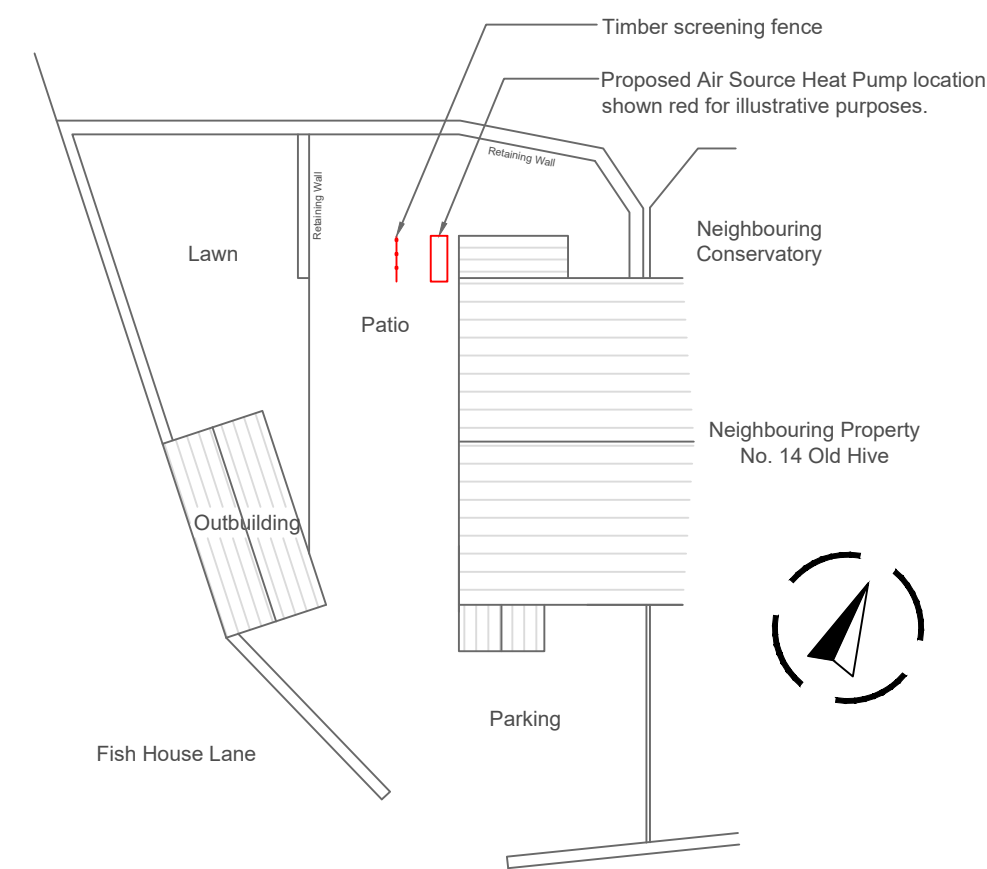 Timber screening fence
Proposed Air Source Heat Pump location
shown red for illustrative purposes.
Retaining Wall
Retaining Wall
Lawn
Neighbouring
Conservatory
Patio
Neighbouring Property
No. 14 Old Hive
Outbuilding
Parking
Fish House Lane